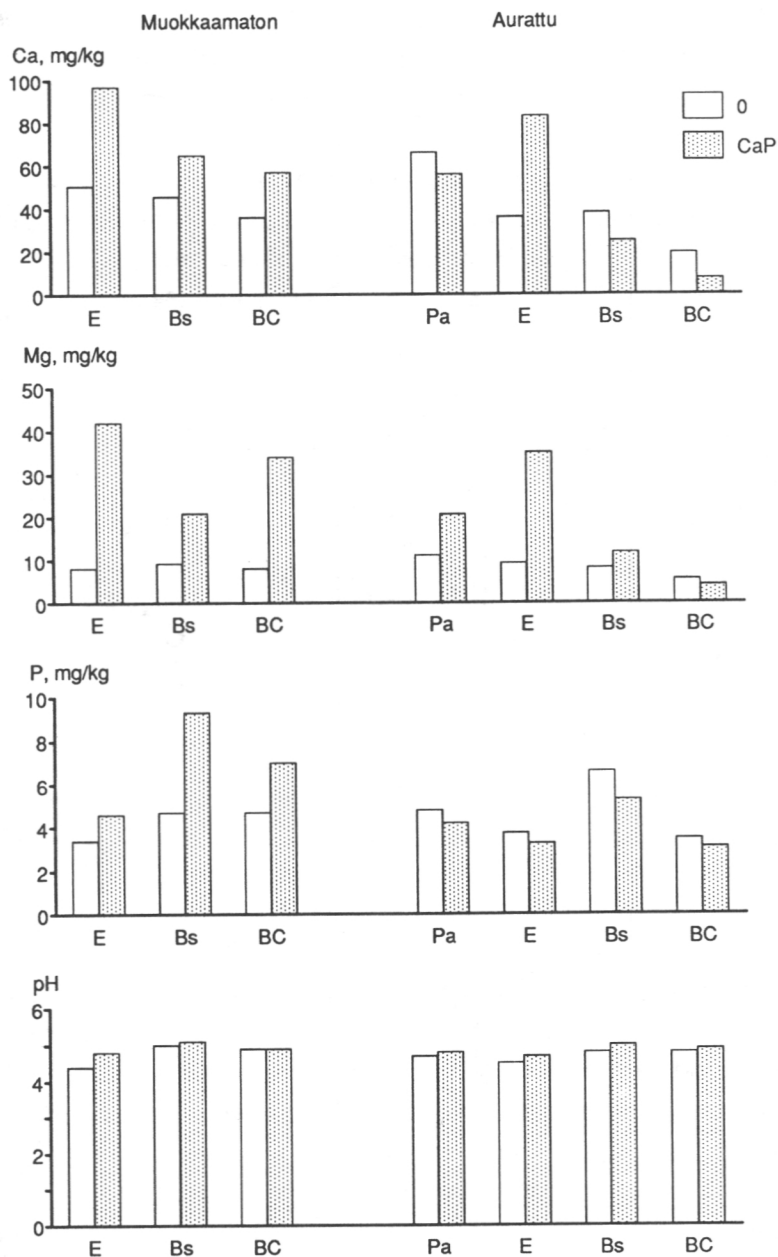 Muokkaamaton Aurattu
Ca, mg/kg
100
80
60
40
20
0
0
CaP
E Bs BC Pa E Bs BC
Mg, mg/kg
50
40
30
20
10
0
E Bs BC Pa E Bs BC
P, mg/kg
10
8
6
4
2
0
E Bs BC Pa E Bs BC
pH
6
4
2
0
E Bs BC Pa E Bs BC